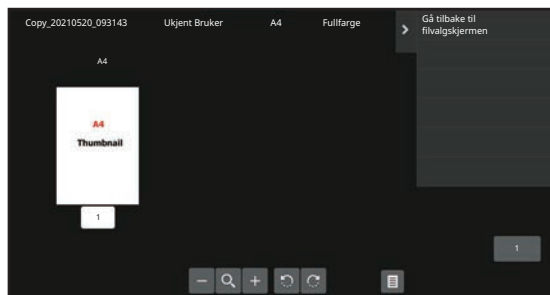 Copy_20210520_093143 Ukjent Bruker A4 Fullfarge
Gå tilbake til
filvalgskjermen
A4
A4
Thumbnail
1
1